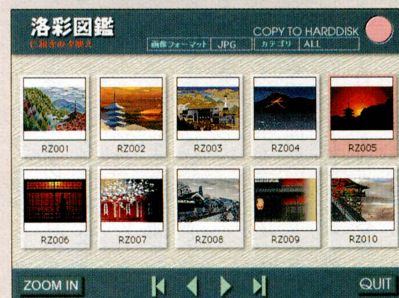 洛彩図鑑
COPY TO HARDDISK
画像フォーマット JPG カテゴリ ALL
RZ001 RZ002 RZ003 RZ004 RZ005
RZ006 RZ007 RZ008 RZ009 RZ010
ZOOM IN QUIT